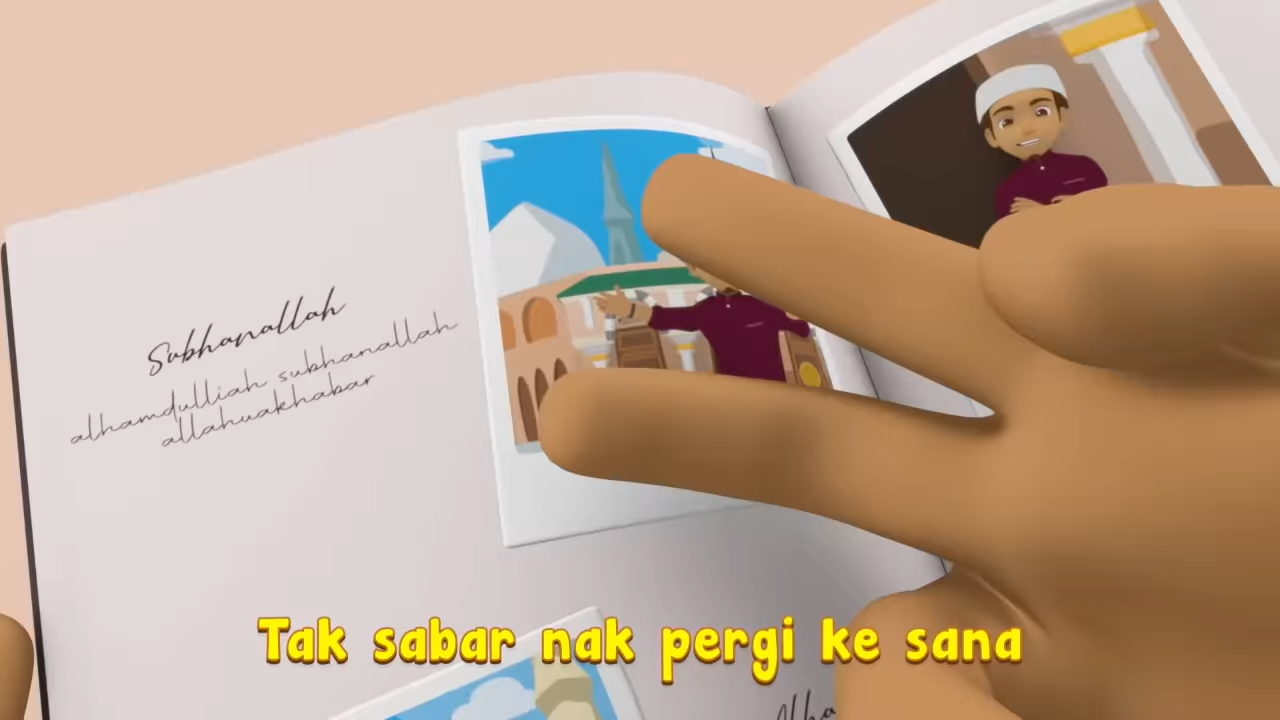 Subhanallah
alhamdulliah subhanallah
allahuakhabar
Tak sabar nak pergi ke sana